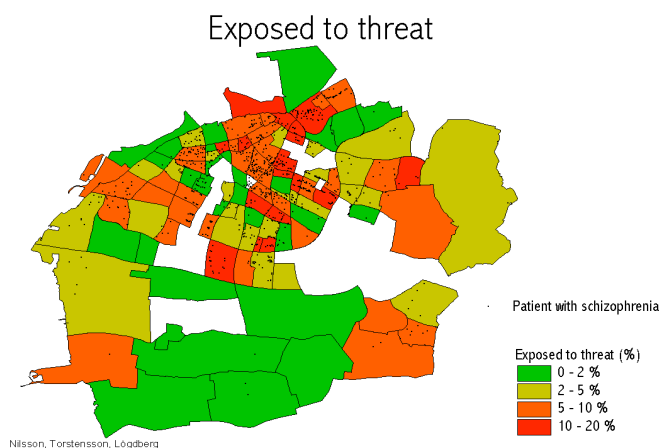 Exposed to threat
Patient with schizophrenia
Exposed to threat (%)
0 - 2 %
2 - 5 %
5 - 10 %
10 - 20 %
Nilsson, Torstensson, Lögdberg